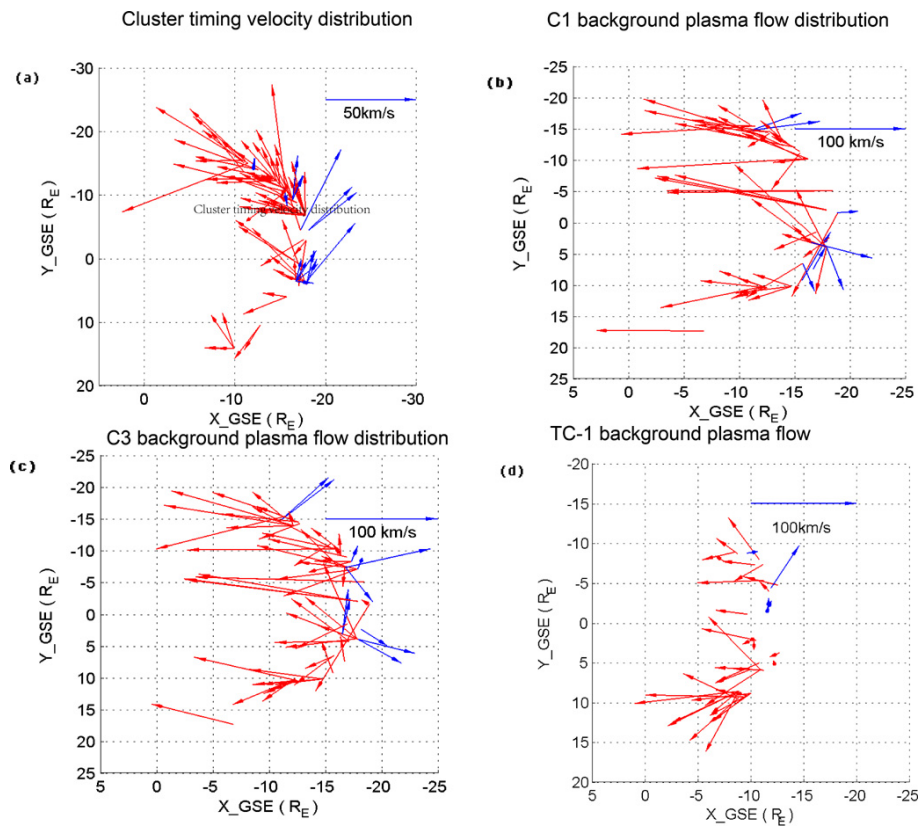 Cluster timing velocity distribution
C1 background plasma flow distribution
(a)
-30
-20
-10
0
10
20
Y_GSE ( R_E )
50km/s
Cluster timing velocity distribution
0 -10 -20 -30
X_GSE ( R_E )
(b)
-25
-20
-15
-10
-5
0
5
10
15
20
25
Y_GSE ( R_E )
100 km/s
5 0 -5 -10 -15 -20 -25
X_GSE ( R_E )
C3 background plasma flow distribution
TC-1 background plasma flow
(c)
-25
-20
-15
-10
-5
0
5
10
15
20
25
Y_GSE ( R_E )
100 km/s
5 0 -5 -10 -15 -20 -25
X_GSE ( R_E )
(d)
-20
-15
-10
-5
0
5
10
15
20
Y_GSE ( R_E )
100km/s
5 0 -5 -10 -15 -20 -25
X_GSE ( R_E )